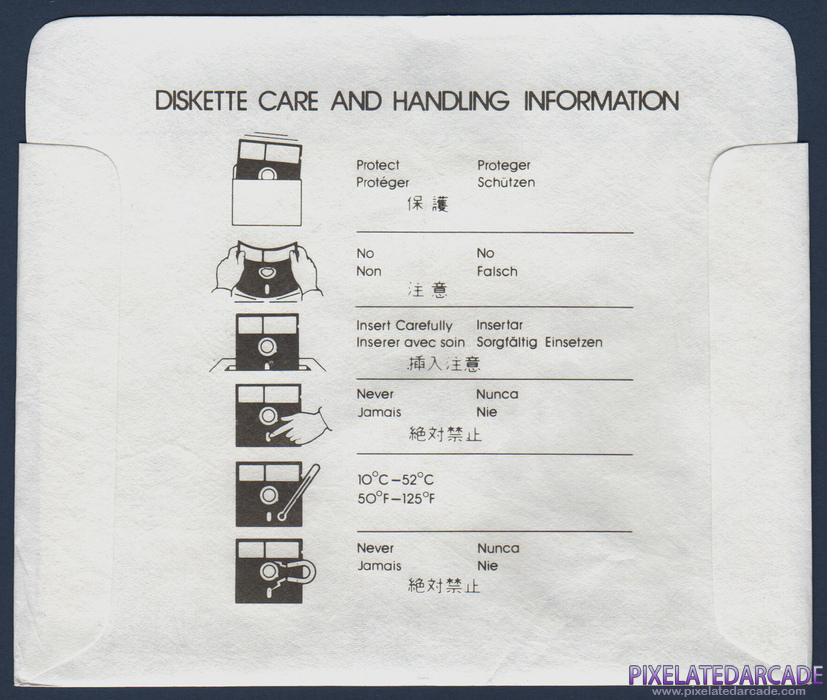 DISKETTE CARE AND HANDLING INFORMATION
Protect Proteger
Protéger Schützen
保護
No No
Non Falsch
注意
Insert Carefully Insertar
Inserer avec soin Sorgfältig Einsetzen
挿入注意
Never Nunca
Jamais Nie
絶対禁止
10°C–52°C
50°F–125°F
Never Nunca
Jamais Nie
絶対禁止
PIXELATEDARCADE
www.pixelatedarcade.com